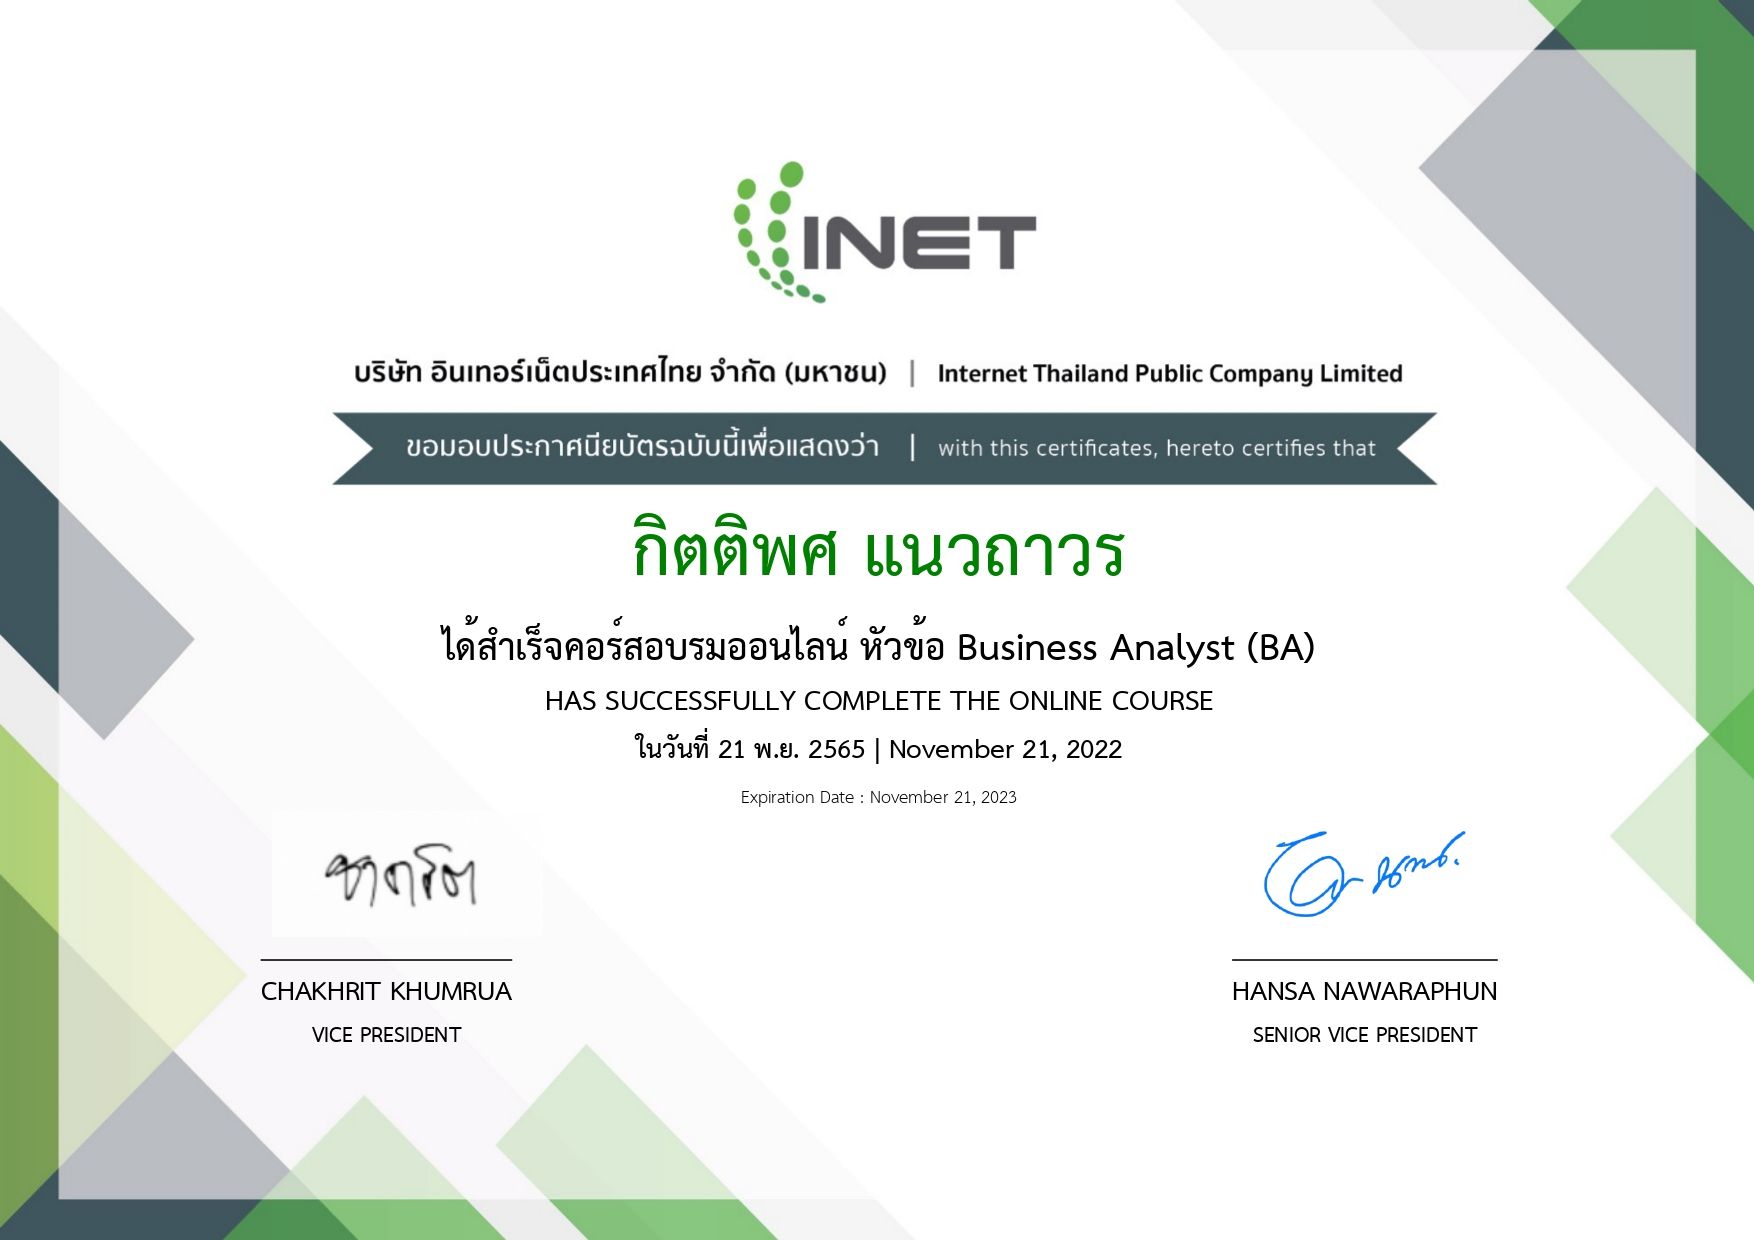 INET
บริษัท อินเทอร์เน็ตประเทศไทย จำกัด (มหาชน) | Internet Thailand Public Company Limited
ขอมอบประกาศนียบัตรฉบับนี้เพื่อแสดงว่า | with this certificates, hereto certifies that
กิตติพศ แนวถาวร
ได้สำเร็จคอร์สอบรมออนไลน์ หัวข้อ Business Analyst (BA)
HAS SUCCESSFULLY COMPLETE THE ONLINE COURSE
ในวันที่ 21 พ.ย. 2565 | November 21, 2022
Expiration Date : November 21, 2023
CHAKHRIT KHUMRUA
VICE PRESIDENT
HANSA NAWARAPHUN
SENIOR VICE PRESIDENT